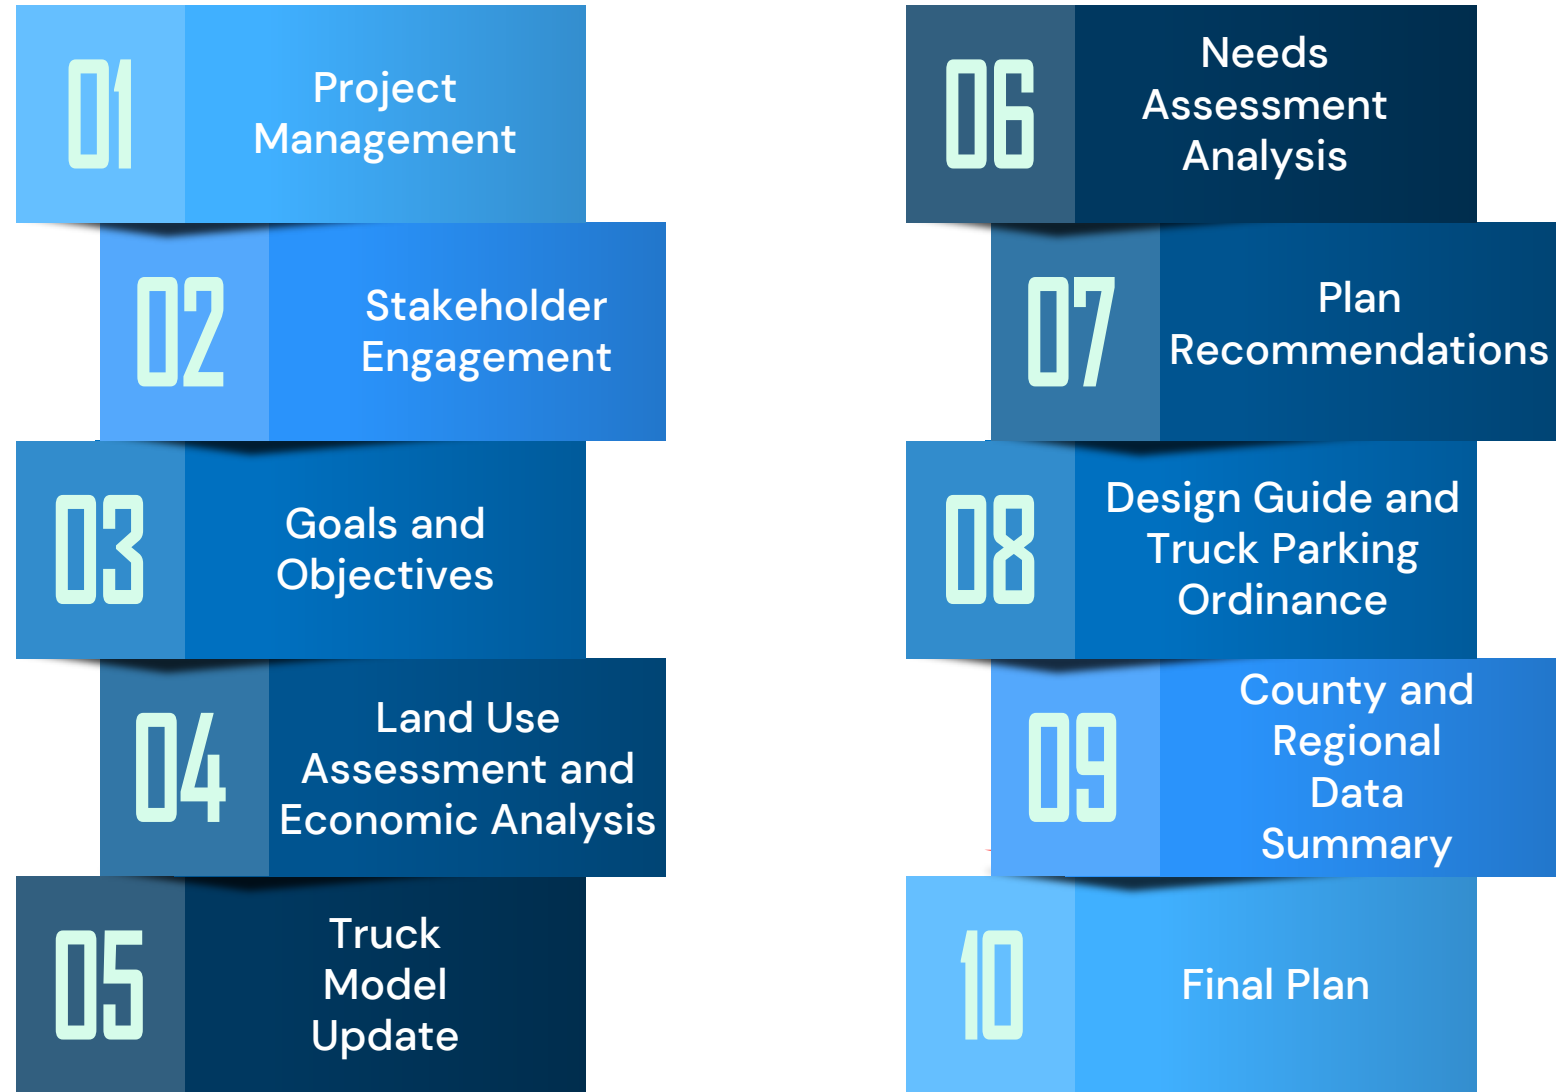 01
Project
Management
02
Stakeholder
Engagement
03
Goals and
Objectives
04
Land Use
Assessment and
Economic Analysis
05
Truck
Model
Update
06
Needs
Assessment
Analysis
07
Plan
Recommendations
08
Design Guide and
Truck Parking
Ordinance
09
County and
Regional
Data
Summary
10
Final Plan